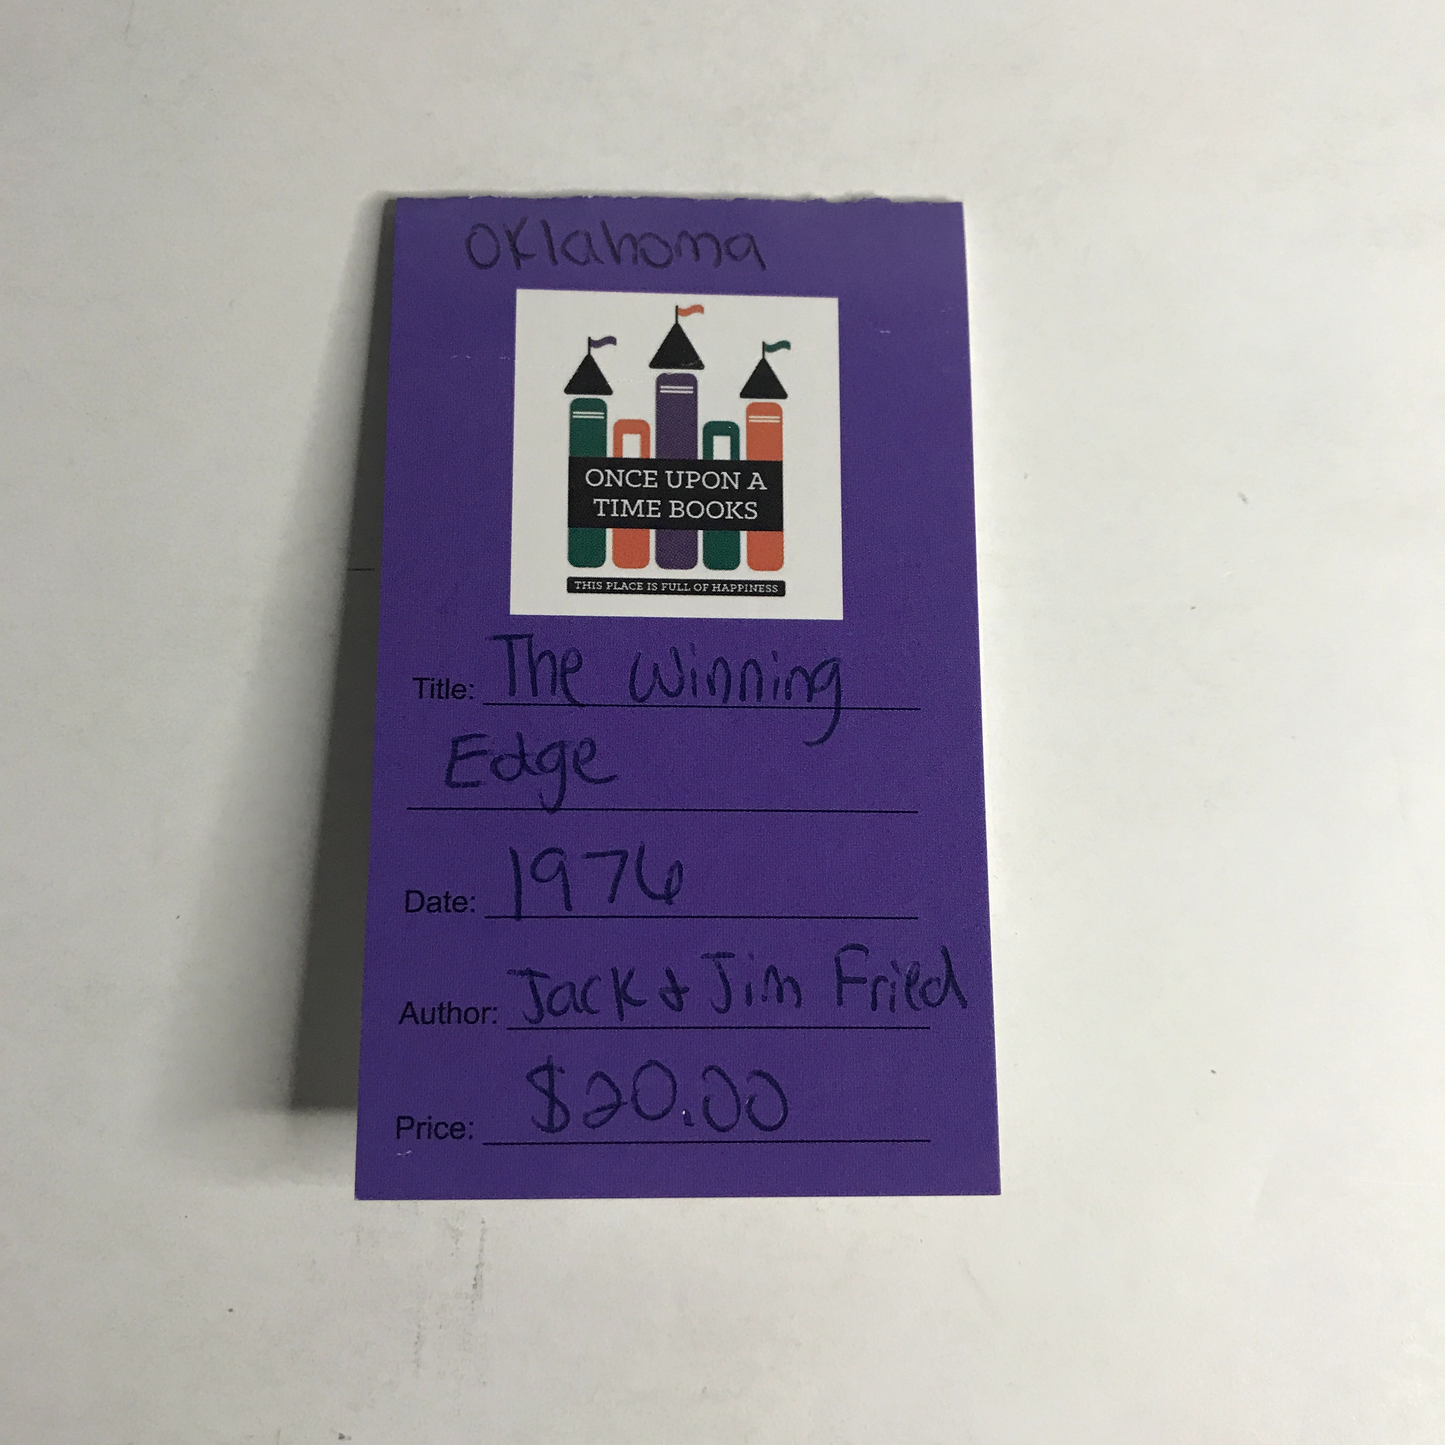 Oklahoma
ONCE UPON A
TIME BOOKS
THIS PLACE IS FULL OF HAPPINESS
Title: The Winning
Edge
Date: 1976
Author: Jack & Jim Fried
Price: $20.00